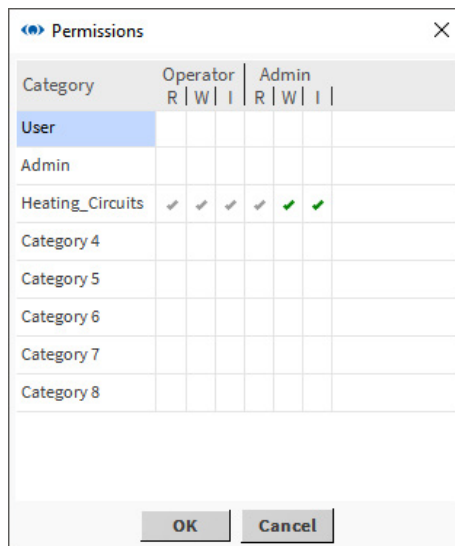 Permissions
Category Operator Admin
R W I R W I
User
Admin
Heating_Circuits
Category 4
Category 5
Category 6
Category 7
Category 8
OK Cancel